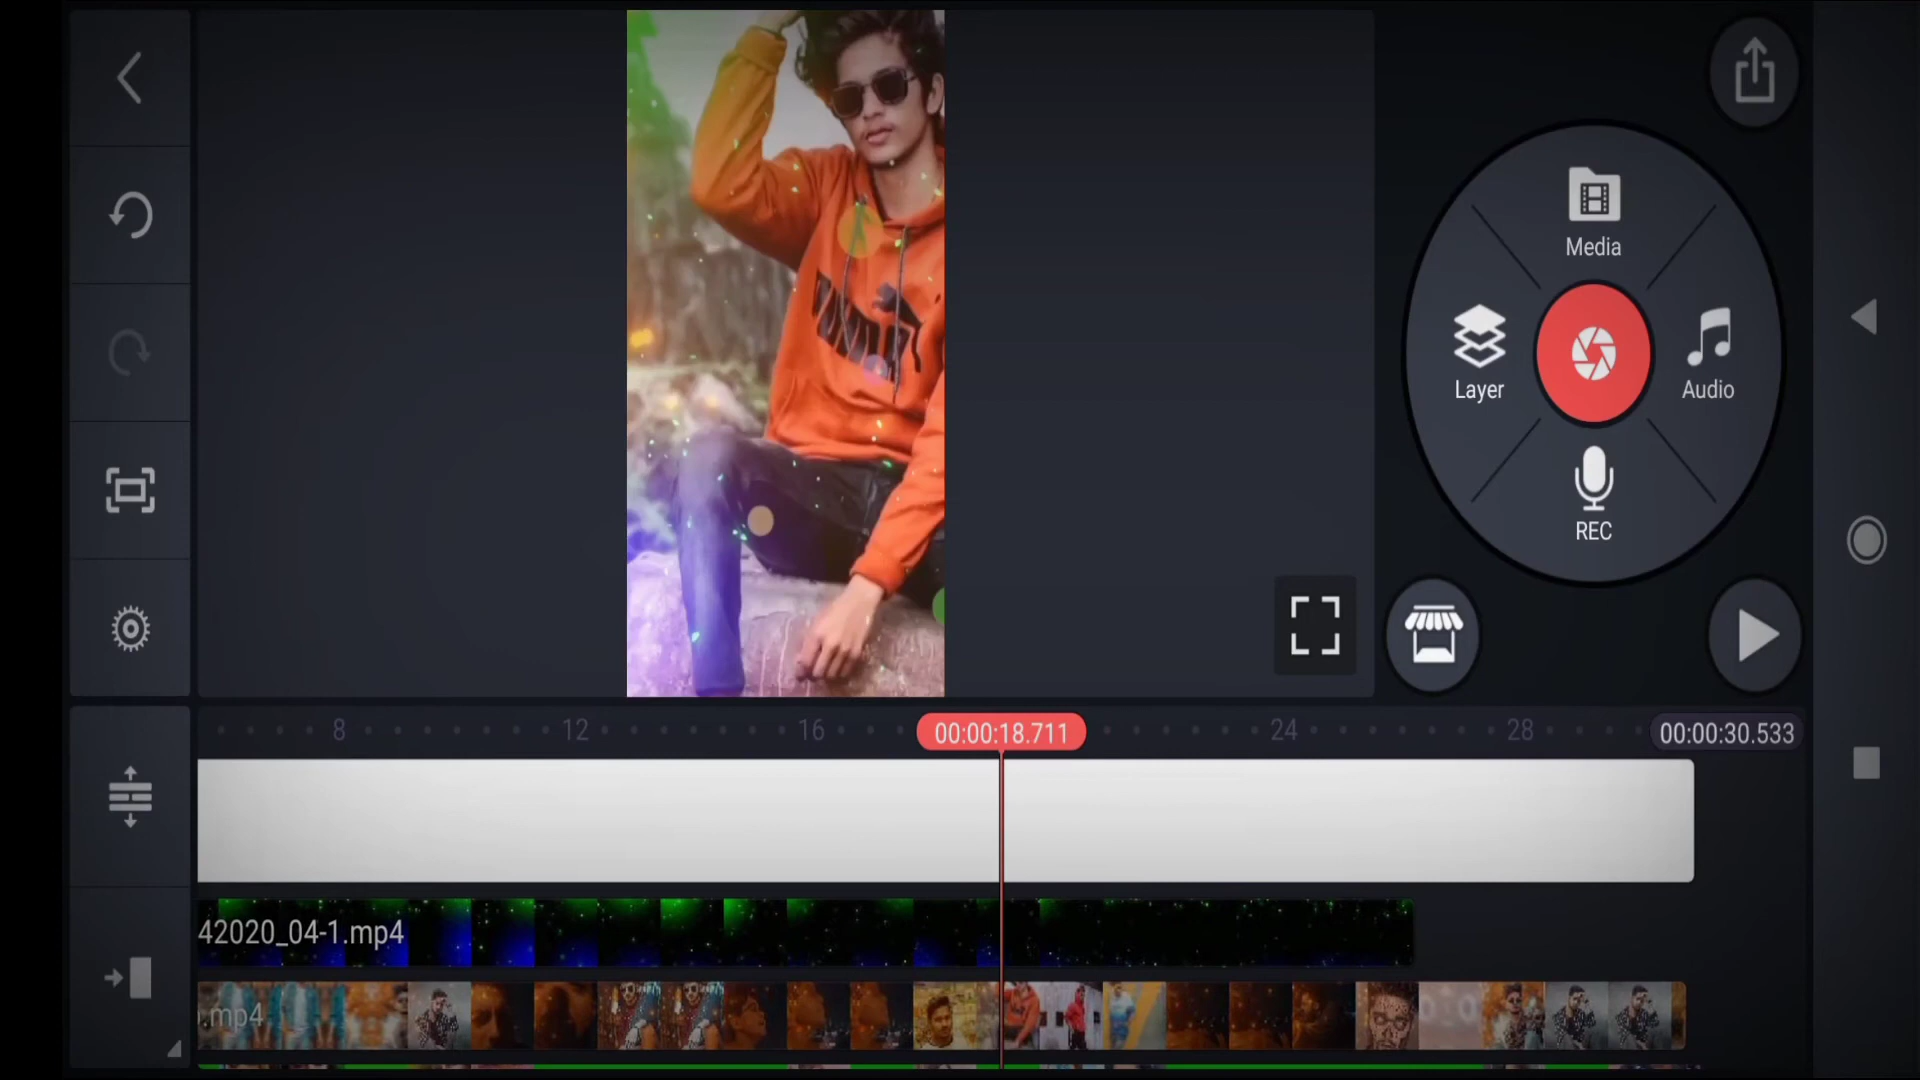 Media
Layer
Audio
REC
8
12
16
00:00:18.711
24
28
00:00:30.533
42020_04-1.mp4
.mp4